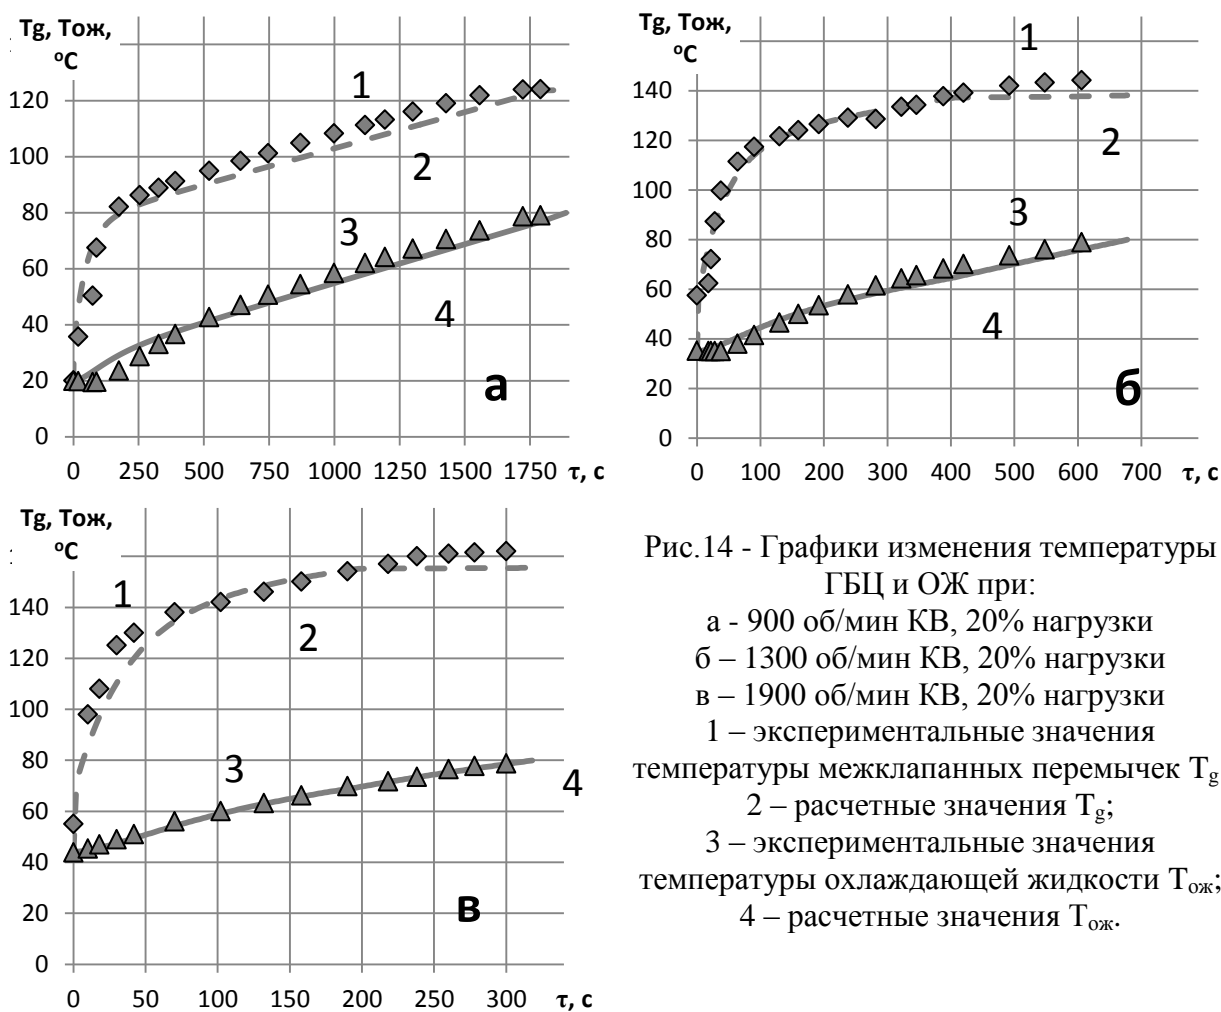 Tg, Тож,
ºС
120
100
80
60
40
20
0
0
250
500
750
1000
1250
1500
1750
τ, с
1
2
3
4
а
Tg, Тож,
ºС
140
120
100
80
60
40
20
0
0
100
200
300
400
500
600
700
τ, с
1
2
3
4
б
Tg, Тож,
ºС
140
120
100
80
60
40
20
0
0
50
100
150
200
250
300
τ, с
1
2
3
4
в
Рис.14 - Графики изменения температуры
ГБЦ и ОЖ при:
а - 900 об/мин КВ, 20% нагрузки
б – 1300 об/мин КВ, 20% нагрузки
в – 1900 об/мин КВ, 20% нагрузки
1 – экспериментальные значения
температуры межклапанных перемычек Tg
2 – расчетные значения Tg;
3 – экспериментальные значения
температуры охлаждающей жидкости Тож;
4 – расчетные значения Тож.